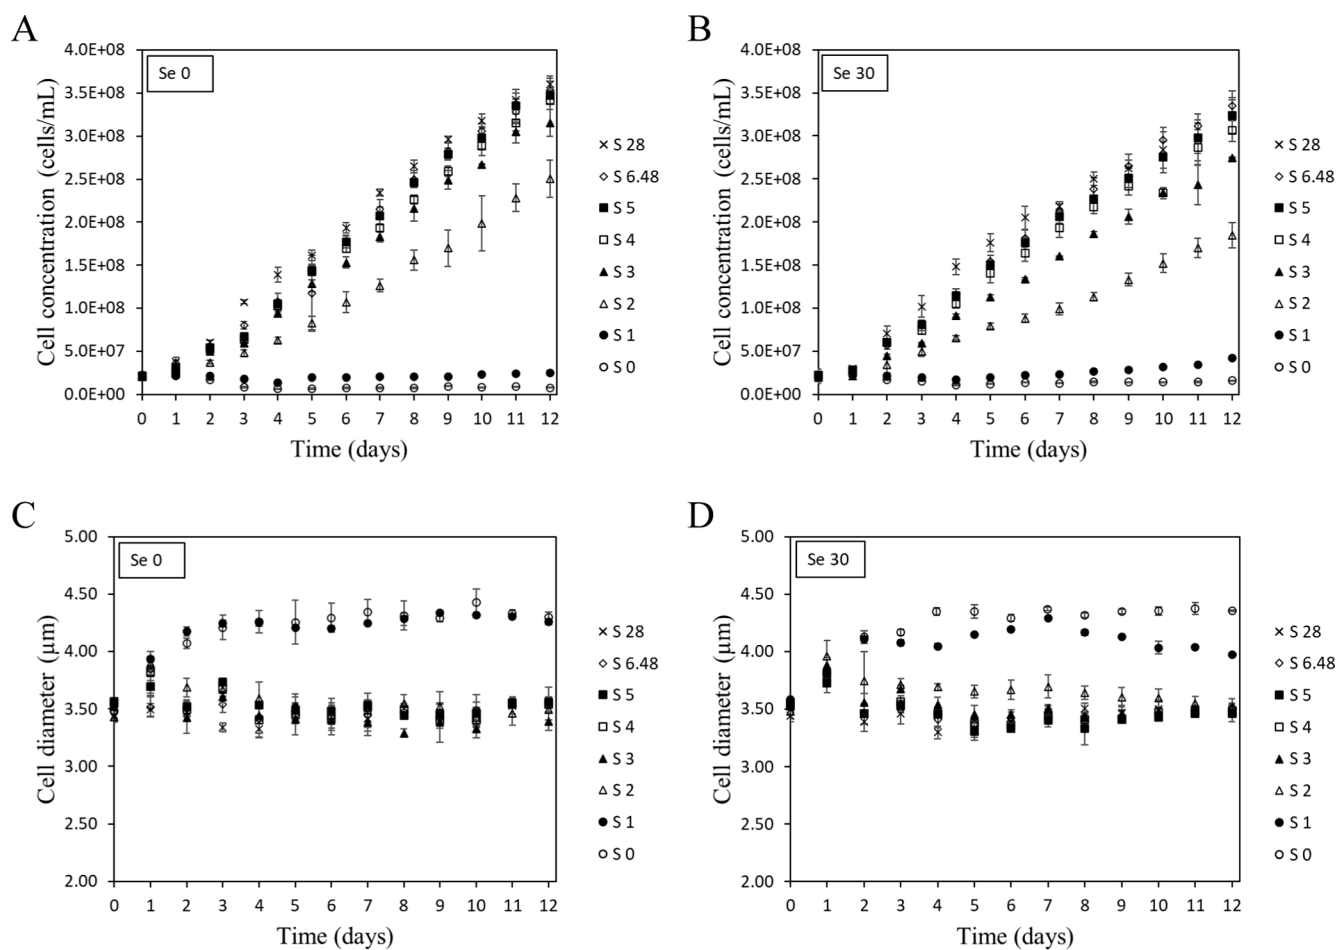 A
Se 0
Cell concentration (cells/mL)
4.0E+08
3.5E+08
3.0E+08
2.5E+08
2.0E+08
1.5E+08
1.0E+08
5.0E+07
0.0E+00
0 1 2 3 4 5 6 7 8 9 10 11 12
Time (days)
S 28
S 6.48
S 5
S 4
S 3
S 2
S 1
S 0
B
Se 30
Cell concentration (cells/mL)
4.0E+08
3.5E+08
3.0E+08
2.5E+08
2.0E+08
1.5E+08
1.0E+08
5.0E+07
0.0E+00
0 1 2 3 4 5 6 7 8 9 10 11 12
Time (days)
S 28
S 6.48
S 5
S 4
S 3
S 2
S 1
S 0
C
Se 0
Cell diameter (µm)
5.00
4.50
4.00
3.50
3.00
2.50
2.00
0 1 2 3 4 5 6 7 8 9 10 11 12
Time (days)
S 28
S 6.48
S 5
S 4
S 3
S 2
S 1
S 0
D
Se 30
Cell diameter (µm)
5.00
4.50
4.00
3.50
3.00
2.50
2.00
0 1 2 3 4 5 6 7 8 9 10 11 12
Time (days)
S 28
S 6.48
S 5
S 4
S 3
S 2
S 1
S 0